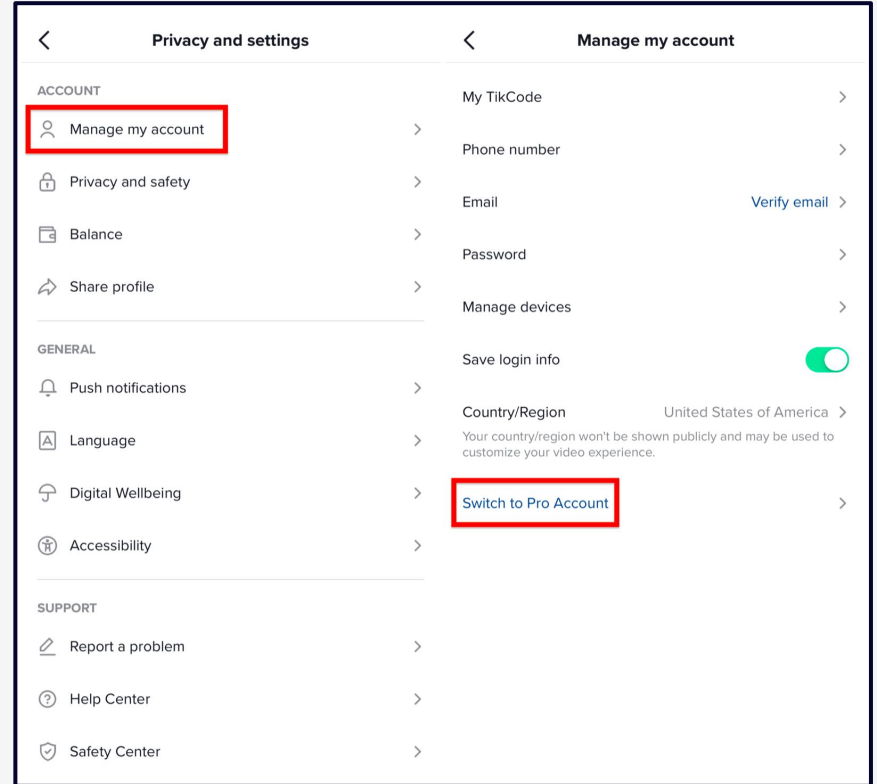 Privacy and settings
ACCOUNT
Manage my account
Privacy and safety
Balance
Share profile
GENERAL
Push notifications
A Language
Digital Wellbeing
Accessibility
SUPPORT
Report a problem
Help Center
Safety Center
Manage my account
My TikCode
Phone number
Email Verify email
Password
Manage devices
Save login info
Country/Region United States of America
Your country/region won't be shown publicly and may be used to
customize your video experience.
Switch to Pro Account